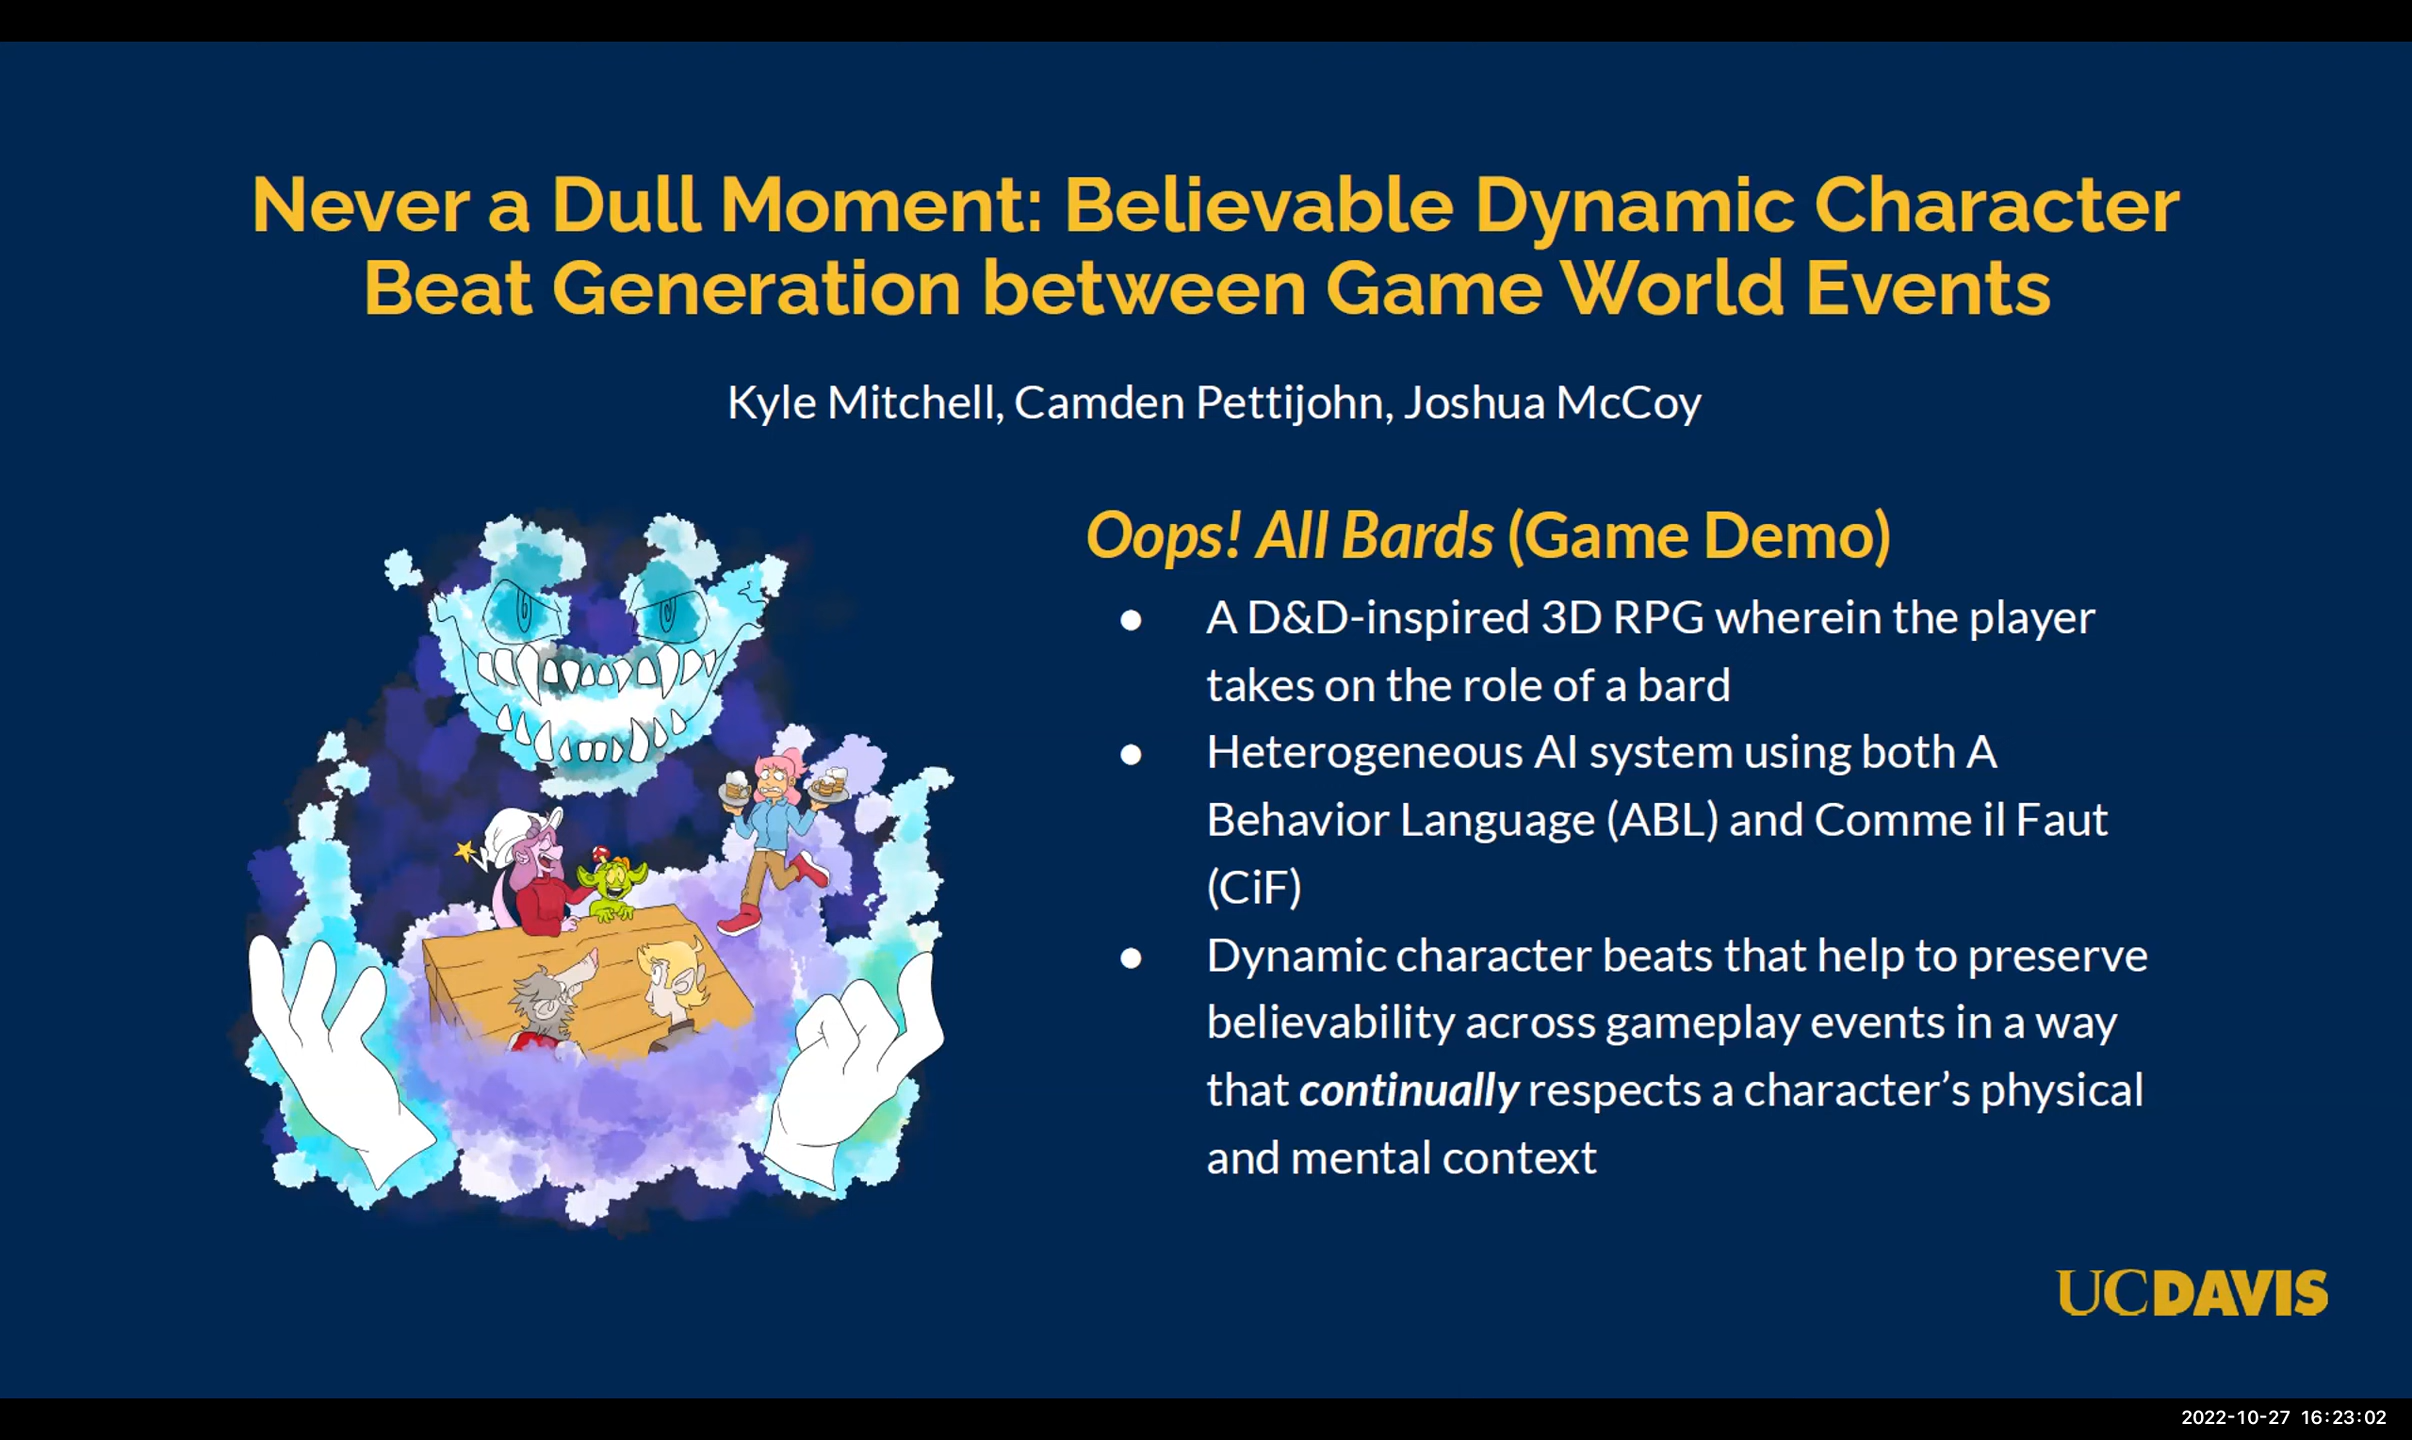 Never a Dull Moment: Believable Dynamic Character
Beat Generation between Game World Events
Kyle Mitchell, Camden Pettijohn, Joshua McCoy
Oops! All Bards (Game Demo)
● A D&D-inspired 3D RPG wherein the player
takes on the role of a bard
● Heterogeneous AI system using both A
Behavior Language (ABL) and Comme il Faut
(CiF)
● Dynamic character beats that help to preserve
believability across gameplay events in a way
that continually respects a character’s physical
and mental context
UCDAVIS
2022-10-27 16:23:02